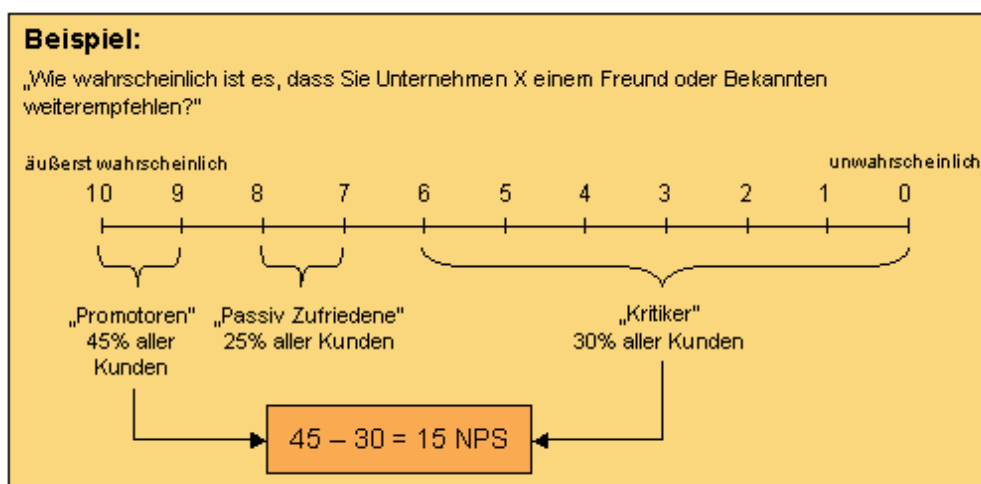 Beispiel:
„Wie wahrscheinlich ist es, dass Sie Unternehmen X einem Freund oder Bekannten
weiterempfehlen?"
äußerst wahrscheinlich
unwahrscheinlich
10 9 8 7 6 5 4 3 2 1 0
„Promotoren"
45% aller
Kunden
„Passiv Zufriedene"
25% aller Kunden
„Kritiker"
30% aller Kunden
45 – 30 = 15 NPS